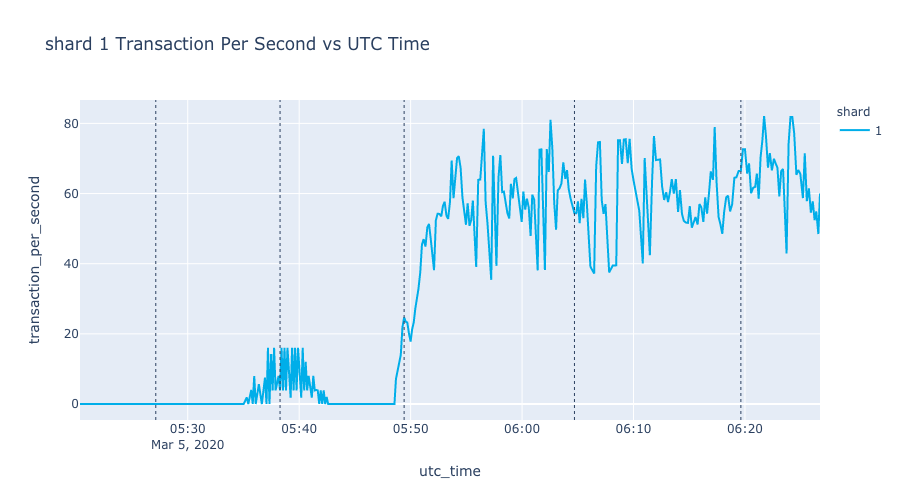 shard 1 Transaction Per Second vs UTC Time
shard
1
transaction_per_second
80
60
40
20
0
05:30
05:40
05:50
06:00
06:10
06:20
Mar 5, 2020
utc_time